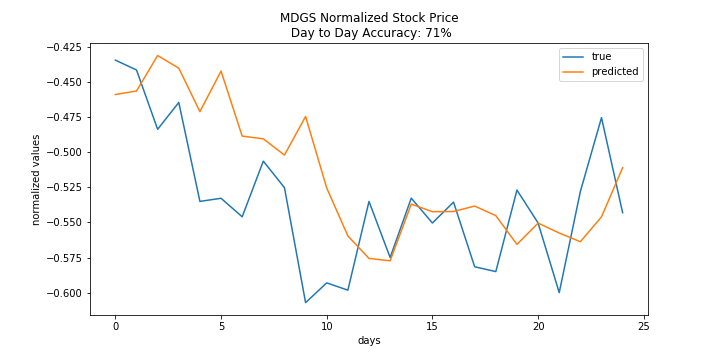 MDGS Normalized Stock Price
Day to Day Accuracy: 71%
true
predicted
normalized values
−0.425
−0.450
−0.475
−0.500
−0.525
−0.550
−0.575
−0.600
0
5
10
15
20
25
days